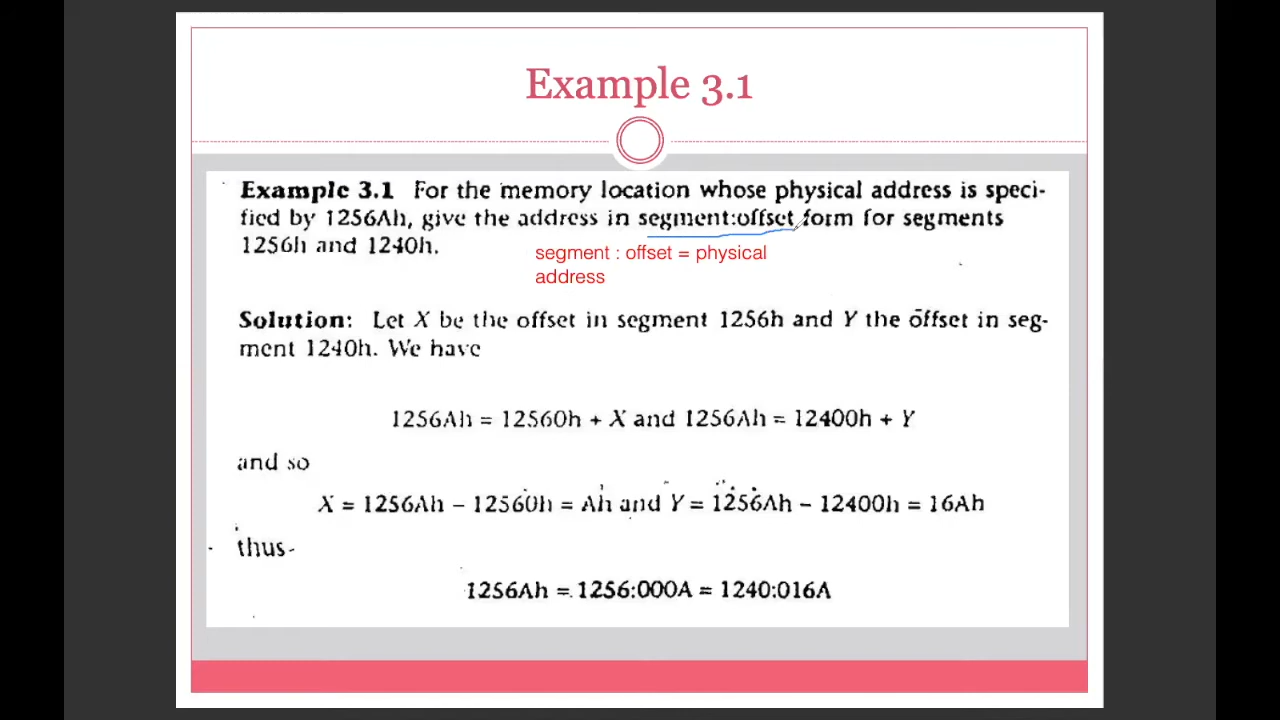 Example 3.1
Example 3.1 For the memory location whose physical address is speci-
fied by 1256Ah, give the address in segment:offset form for segments
1256h and 1240h.
segment : offset = physical
address
Solution: Let X be the offset in segment 1256h and Y the offset in seg-
ment 1240h. We have
1256Ah = 12560h + X and 1256Ah = 12400h + Y
and so
X = 1256Ah – 12560h = Ah and Y = 1256Ah – 12400h = 16Ah
thus
1256Ah = 1256:000A = 1240:016A